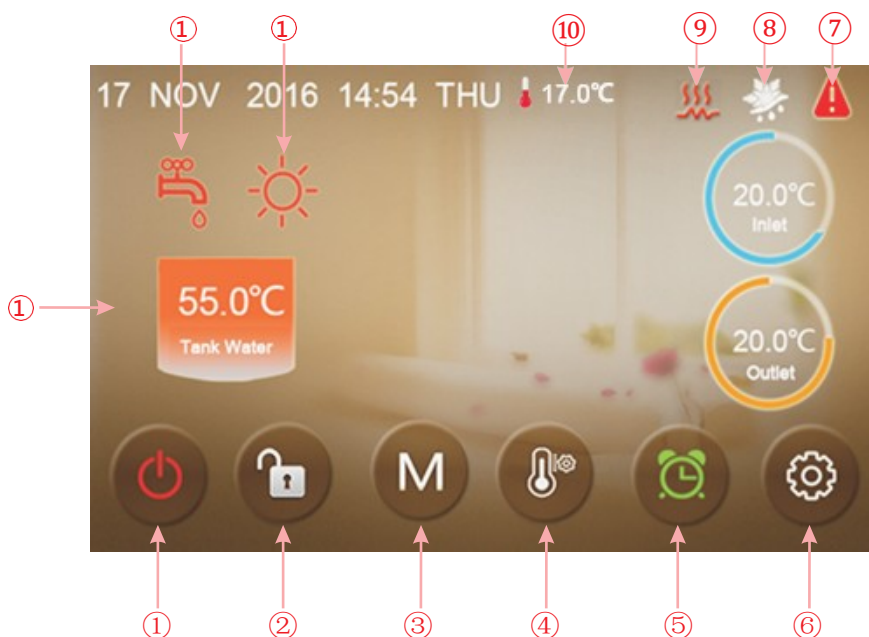 ① ① ⑩ ⑨ ⑧ ⑦
17 NOV 2016 14:54 THU 17.0℃
①
20.0℃
Inlet
55.0℃
Tank Water
20.0℃
Outlet
M
① ② ③ ④ ⑤ ⑥